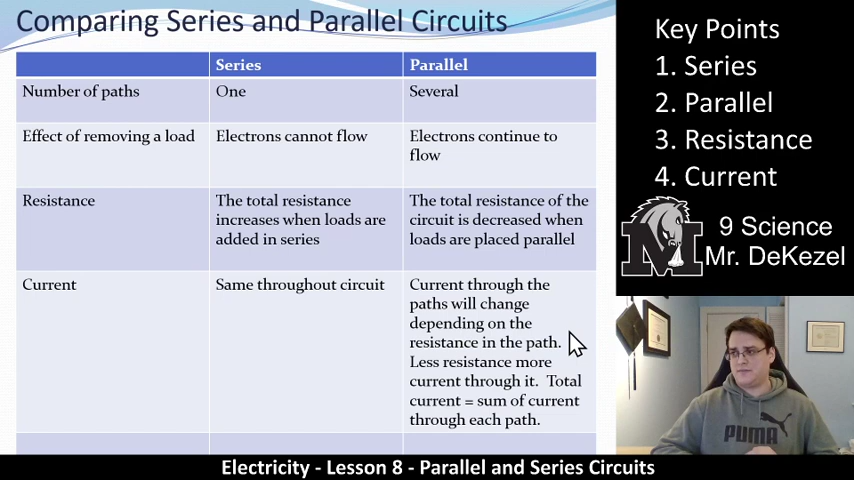 Comparing Series and Parallel Circuits
Series
Parallel
Number of paths
One
Several
Effect of removing a load
Electrons cannot flow
Electrons continue to
flow
Resistance
The total resistance
increases when loads are
added in series
The total resistance of the
circuit is decreased when
loads are placed parallel
Current
Same throughout circuit
Current through the
paths will change
depending on the
resistance in the path.
Less resistance more
current through it.  Total
current = sum of current
through each path.
Key Points
1. Series
2. Parallel
3. Resistance
4. Current
M
9 Science
Mr. DeKezel
PUMA
Electricity - Lesson 8 - Parallel and Series Circuits